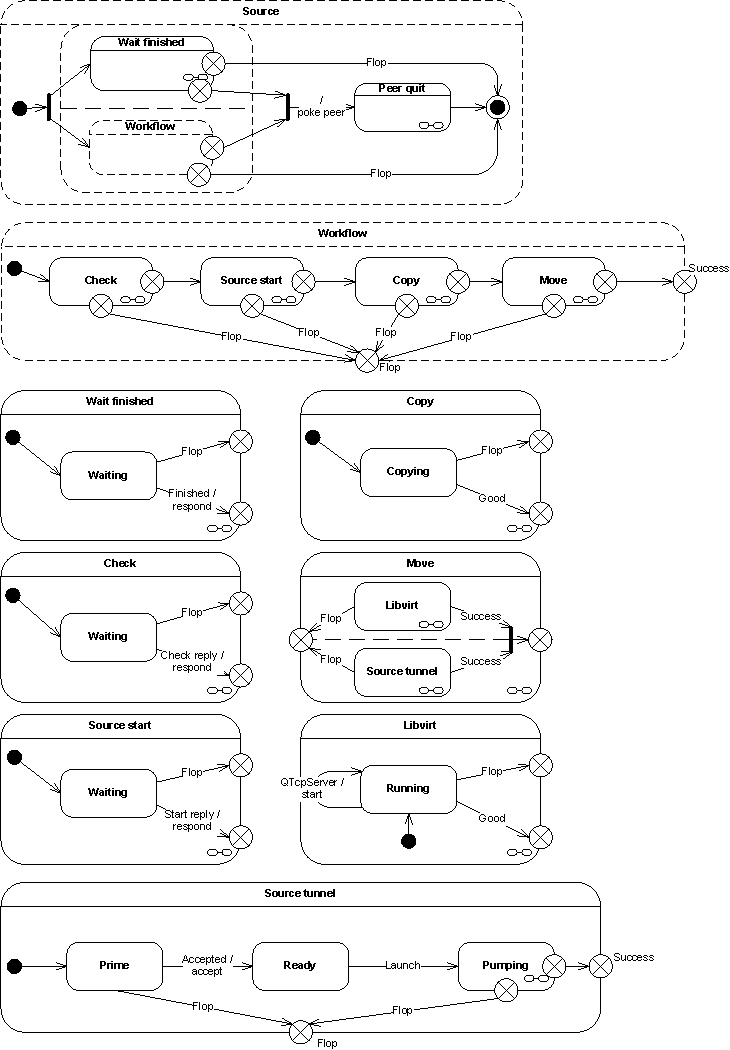 Source
Wait finished
Flop
Peer quit
/
poke peer
Workflow
Flop
Workflow
Success
Check
Source start
Copy
Move
Flop
Flop
Flop
Flop
Flop
Wait finished
Waiting
Flop
Finished /
respond
Copy
Copying
Flop
Good
Check
Waiting
Flop
Check reply /
respond
Move
Libvirt
Flop
Success
Flop
Source tunnel
Success
Source start
Waiting
Flop
Start reply /
respond
Libvirt
QTcpServer /
start
Running
Flop
Good
Source tunnel
Prime
Accepted /
accept
Ready
Launch
Pumping
Success
Flop
Flop
Flop